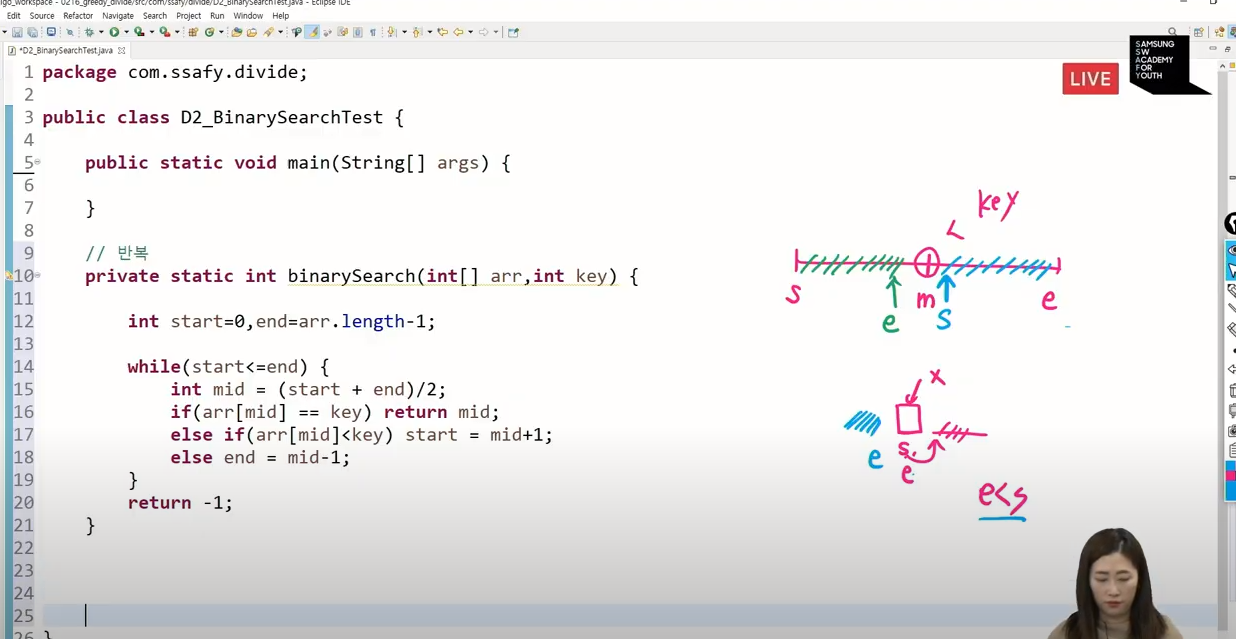 igo_workspace - 0216_greedy_divide/src/com/ssafy/divide/D2_BinarySearchTest.java - Eclipse IDE
File Edit Source Refactor Navigate Search Project Run Window Help
*D2_BinarySearchTest.java
1 package com.ssafy.divide;
2
3 public class D2_BinarySearchTest {
4
5 public static void main(String[] args) {
6
7 }
8
9 // 반복
10 private static int binarySearch(int[] arr,int key) {
11
12 int start=0,end=arr.length-1;
13
14 while(start<=end) {
15 int mid = (start + end)/2;
16 if(arr[mid] == key) return mid;
17 else if(arr[mid]<key) start = mid+1;
18 else end = mid-1;
19 }
20 return -1;
21 }
22
23
24
25
26 }
LIVE
SAMSUNG
SW
ACADEMY
FOR
YOUTH
key
<
s e m s e
x
e s, e
e<s